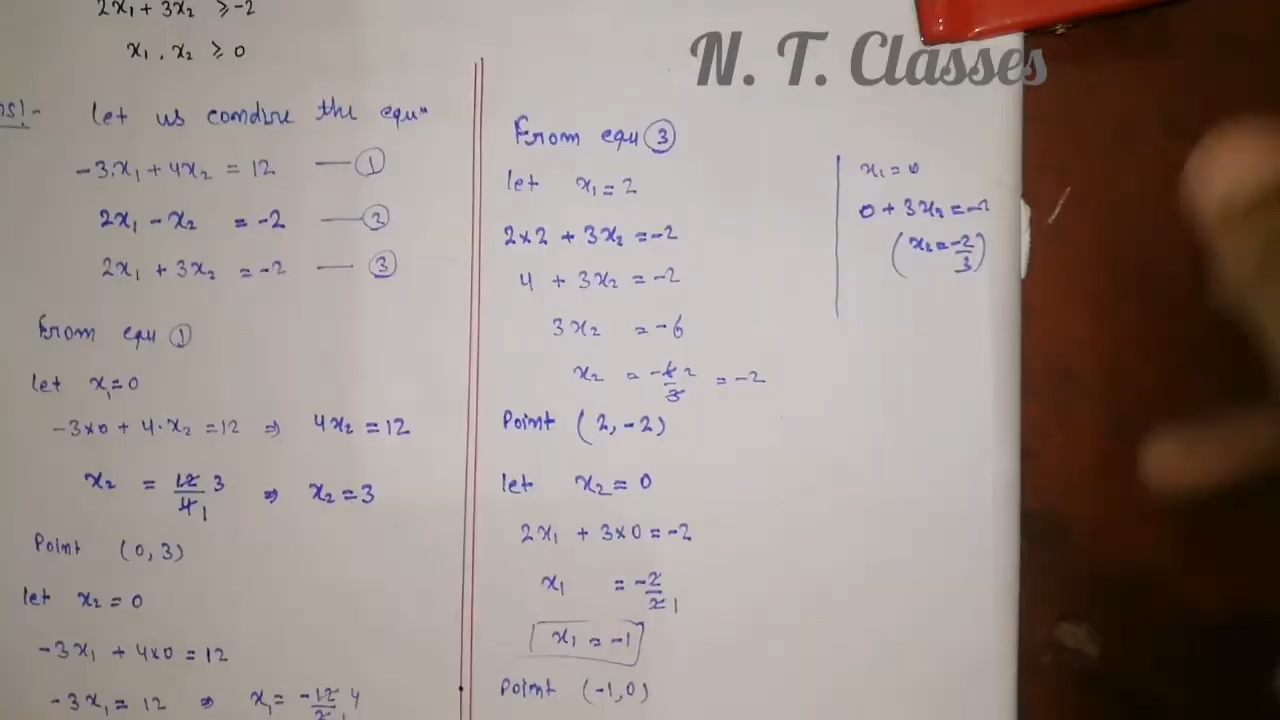 2x₁ + 3x₂ ≥ -2
x₁, x₂ ≥ 0
N. T. Classes
let us the equⁿ
-3x₁ + 4x₂ = 12 — ①
2x₁ - x₂ = -2 — ②
2x₁ + 3x₂ = -2 — ③
From equ ①
let x₁ = 0
-3×0 + 4·x₂ = 12 ⇒ 4x₂ = 12
x₂ = 12/4 3 1 ⇒ x₂ = 3
Point (0, 3)
let x₂ = 0
-3x₁ + 4×0 = 12
-3x₁ = 12 ⇒ x₁ = -12 4
From equ ③
let x₁ = 2
2×2 + 3x₂ = -2
4 + 3x₂ = -2
3x₂ = -6
x₂ = -6/3 2 = -2
Point (2, -2)
let x₂ = 0
2x₁ + 3×0 = -2
x₁ = -2/2 1
x₁ = -1
Point (-1, 0)
x₁ = 0
0 + 3x₂ = -2
(x₂ = -2/3)